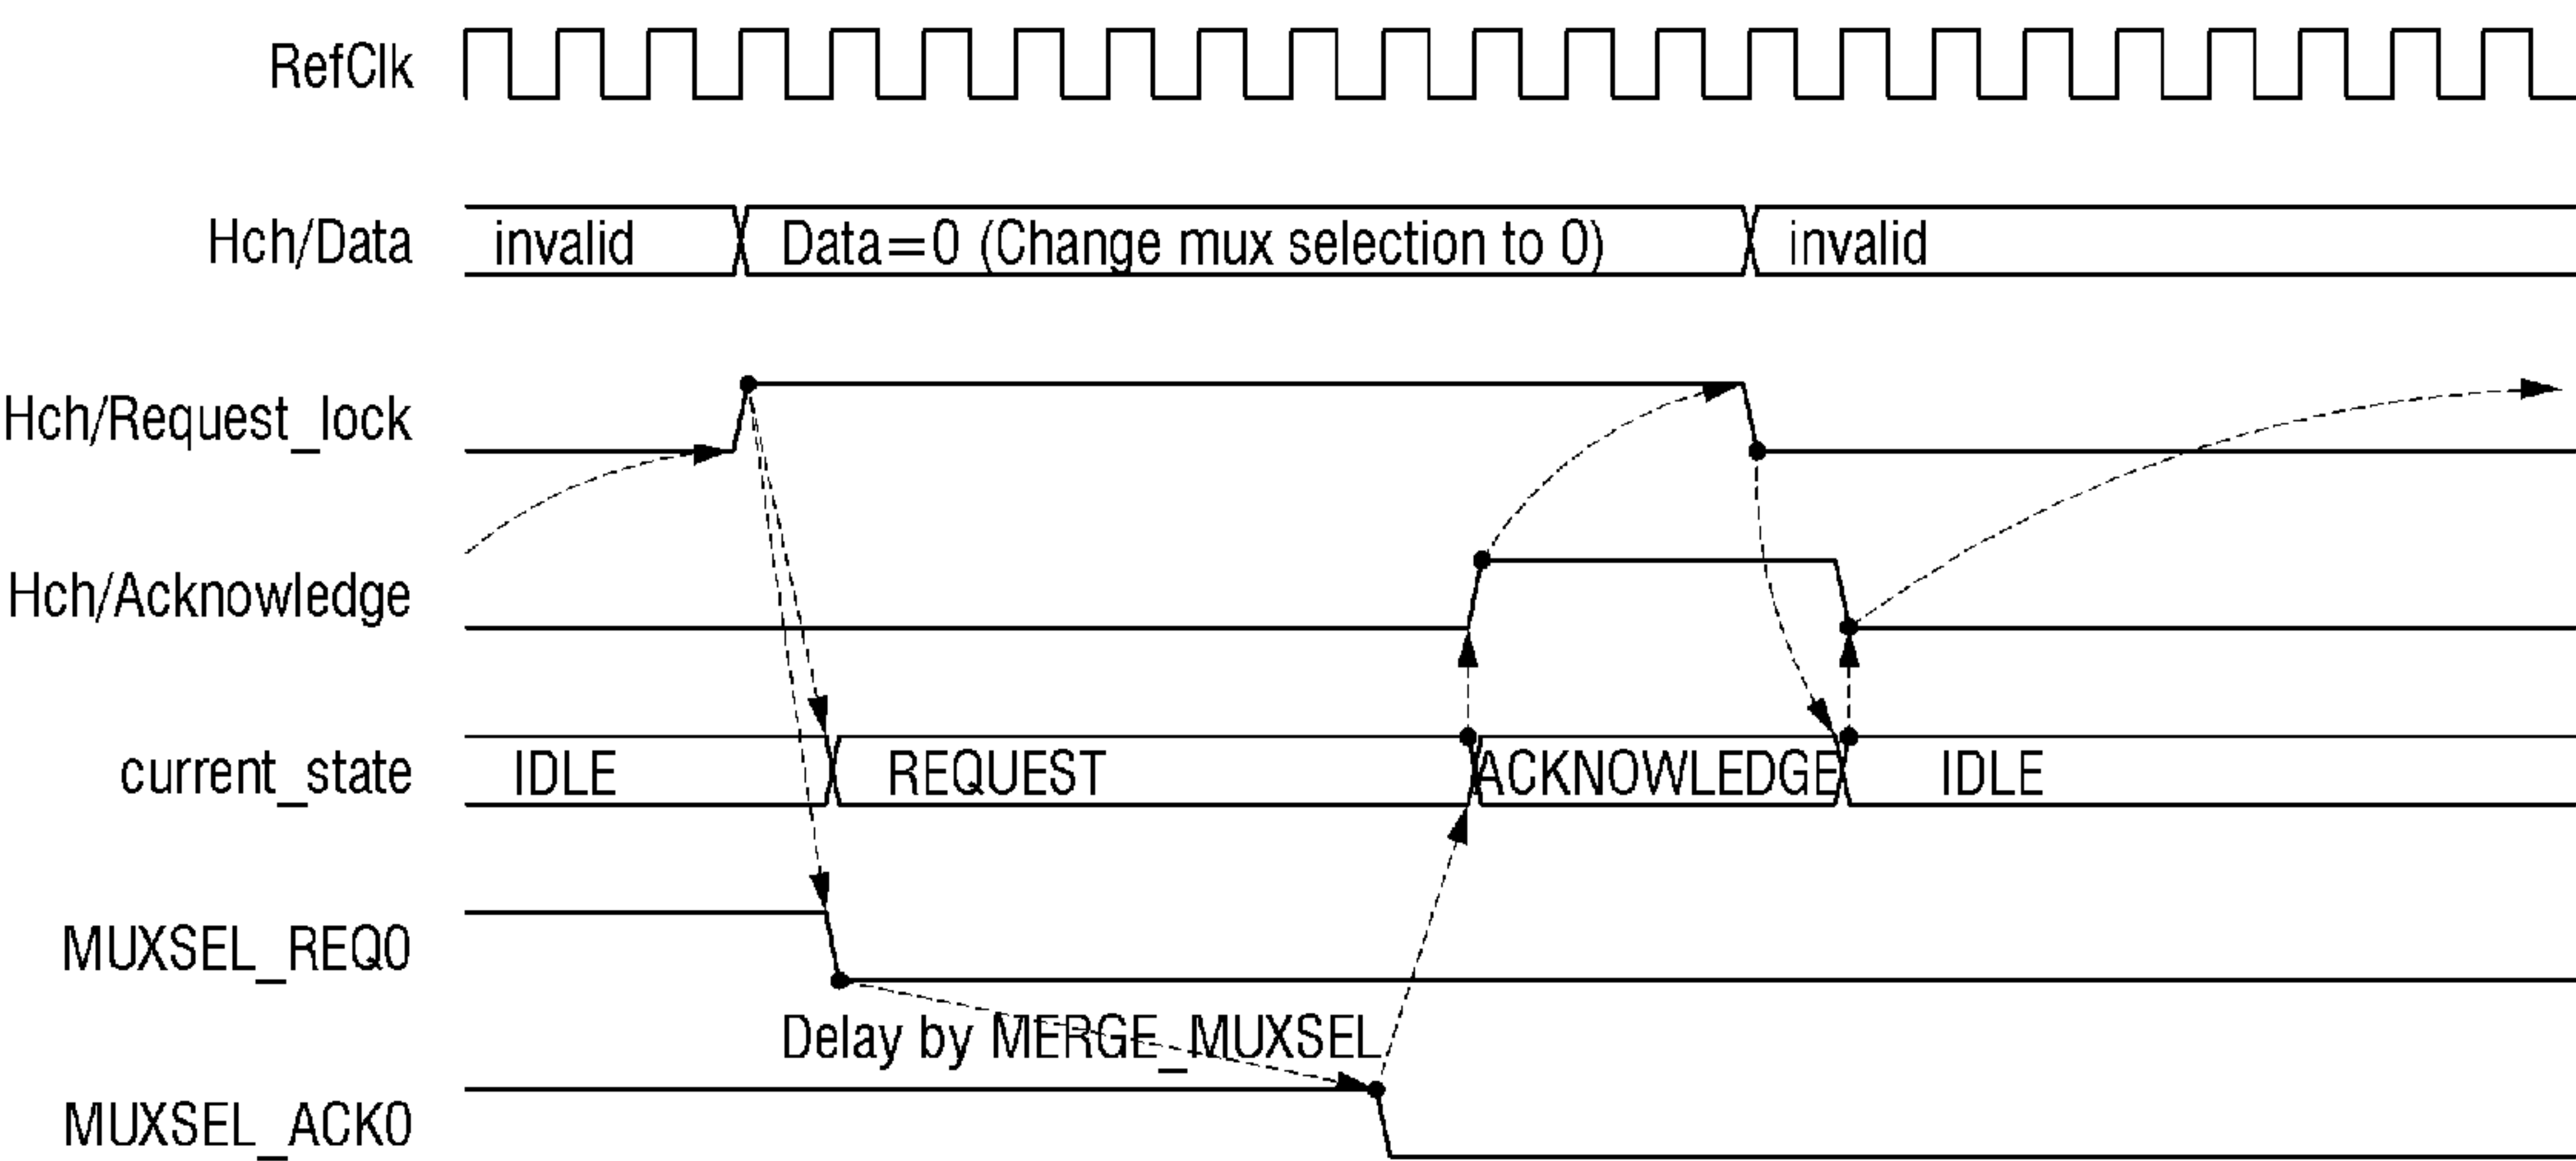 RefClk
Hch/Data
invalid
Data=0 (Change mux selection to 0)
invalid
Hch/Request_lock
Hch/Acknowledge
current_state
IDLE
REQUEST
ACKNOWLEDGE
IDLE
MUXSEL_REQ0
Delay by MERGE_MUXSEL
MUXSEL_ACK0